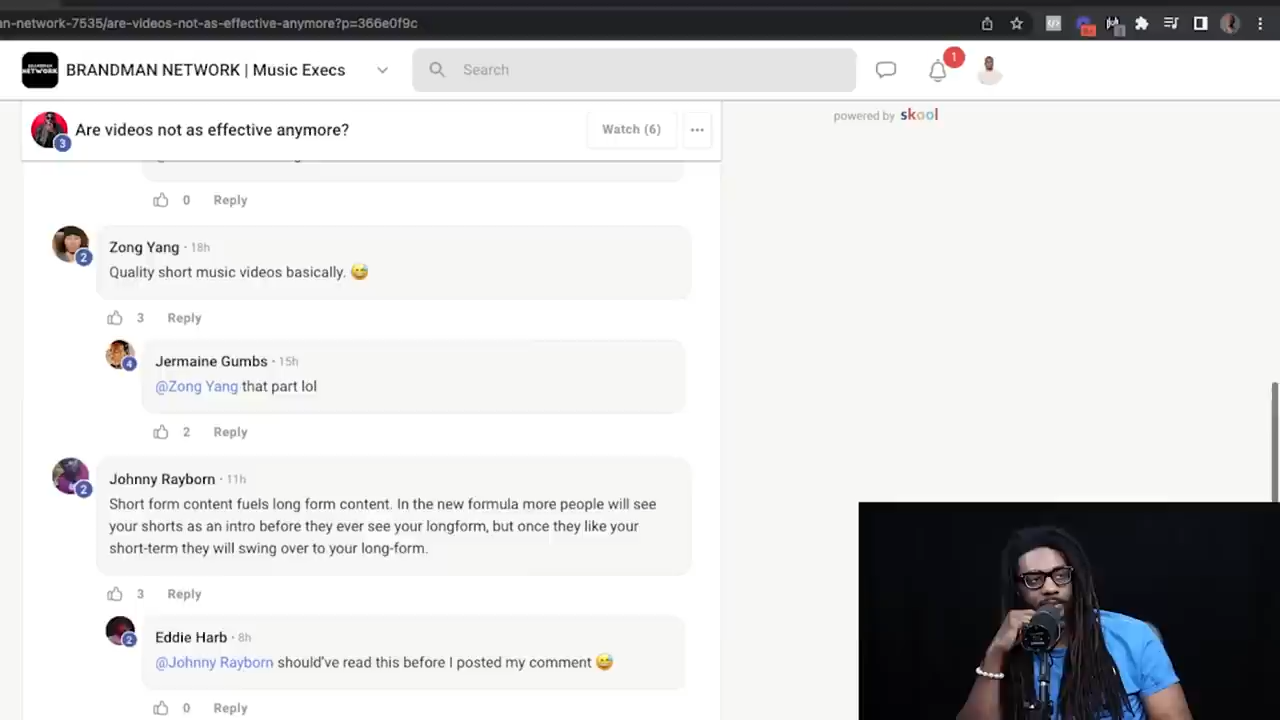 an-network-7535/are-videos-not-as-effective-anymore?p=366e0f9c
BRANDMAN NETWORK | Music Execs
Search
1
Are videos not as effective anymore?
3
Watch (6)
powered by skool
0 Reply
Zong Yang · 18h
2
Quality short music videos basically. 😅
3 Reply
Jermaine Gumbs · 15h
4
@Zong Yang that part lol
2 Reply
Johnny Rayborn · 11h
2
Short form content fuels long form content. In the new formula more people will see
your shorts as an intro before they ever see your longform, but once they like your
short-term they will swing over to your long-form.
3 Reply
Eddie Harb · 8h
2
@Johnny Rayborn should've read this before I posted my comment 😅
0 Reply